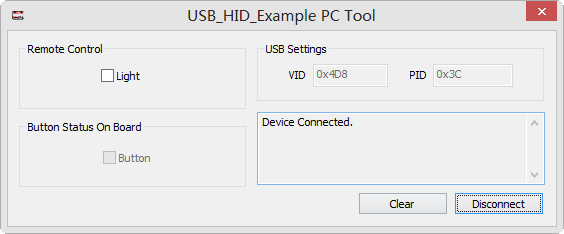 USB_HID_Example PC Tool
Remote Control
Light
USB Settings
VID 0x4D8 PID 0x3C
Button Status On Board
Button
Device Connected.
Clear Disconnect